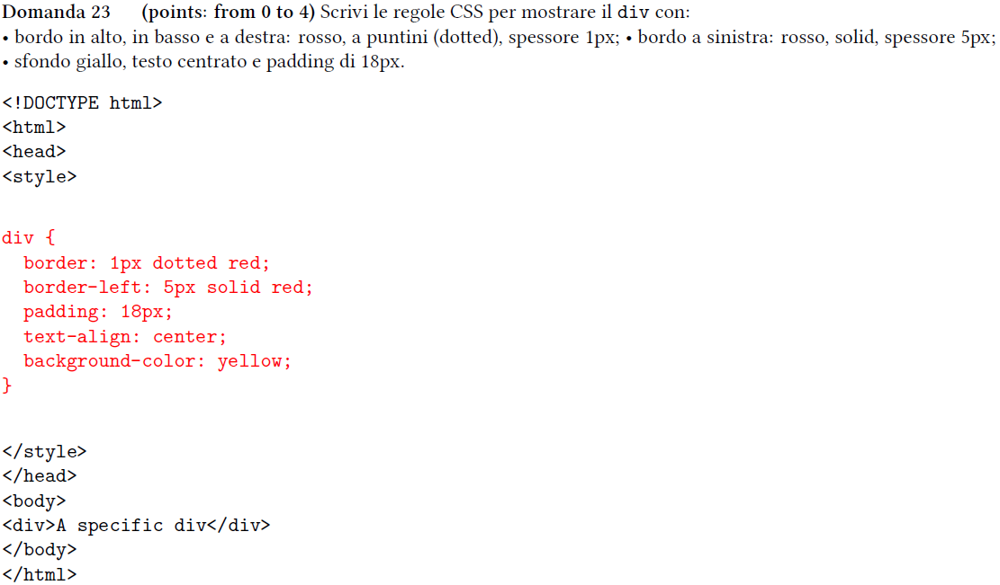 Domanda 23 (points: from 0 to 4) Scrivi le regole CSS per mostrare il div con:
• bordo in alto, in basso e a destra: rosso, a puntini (dotted), spessore 1px; • bordo a sinistra: rosso, solid, spessore 5px;
• sfondo giallo, testo centrato e padding di 18px.
<!DOCTYPE html>
<html>
<head>
<style>
div {
  border: 1px dotted red;
  border-left: 5px solid red;
  padding: 18px;
  text-align: center;
  background-color: yellow;
}
</style>
</head>
<body>
<div>A specific div</div>
</body>
</html>